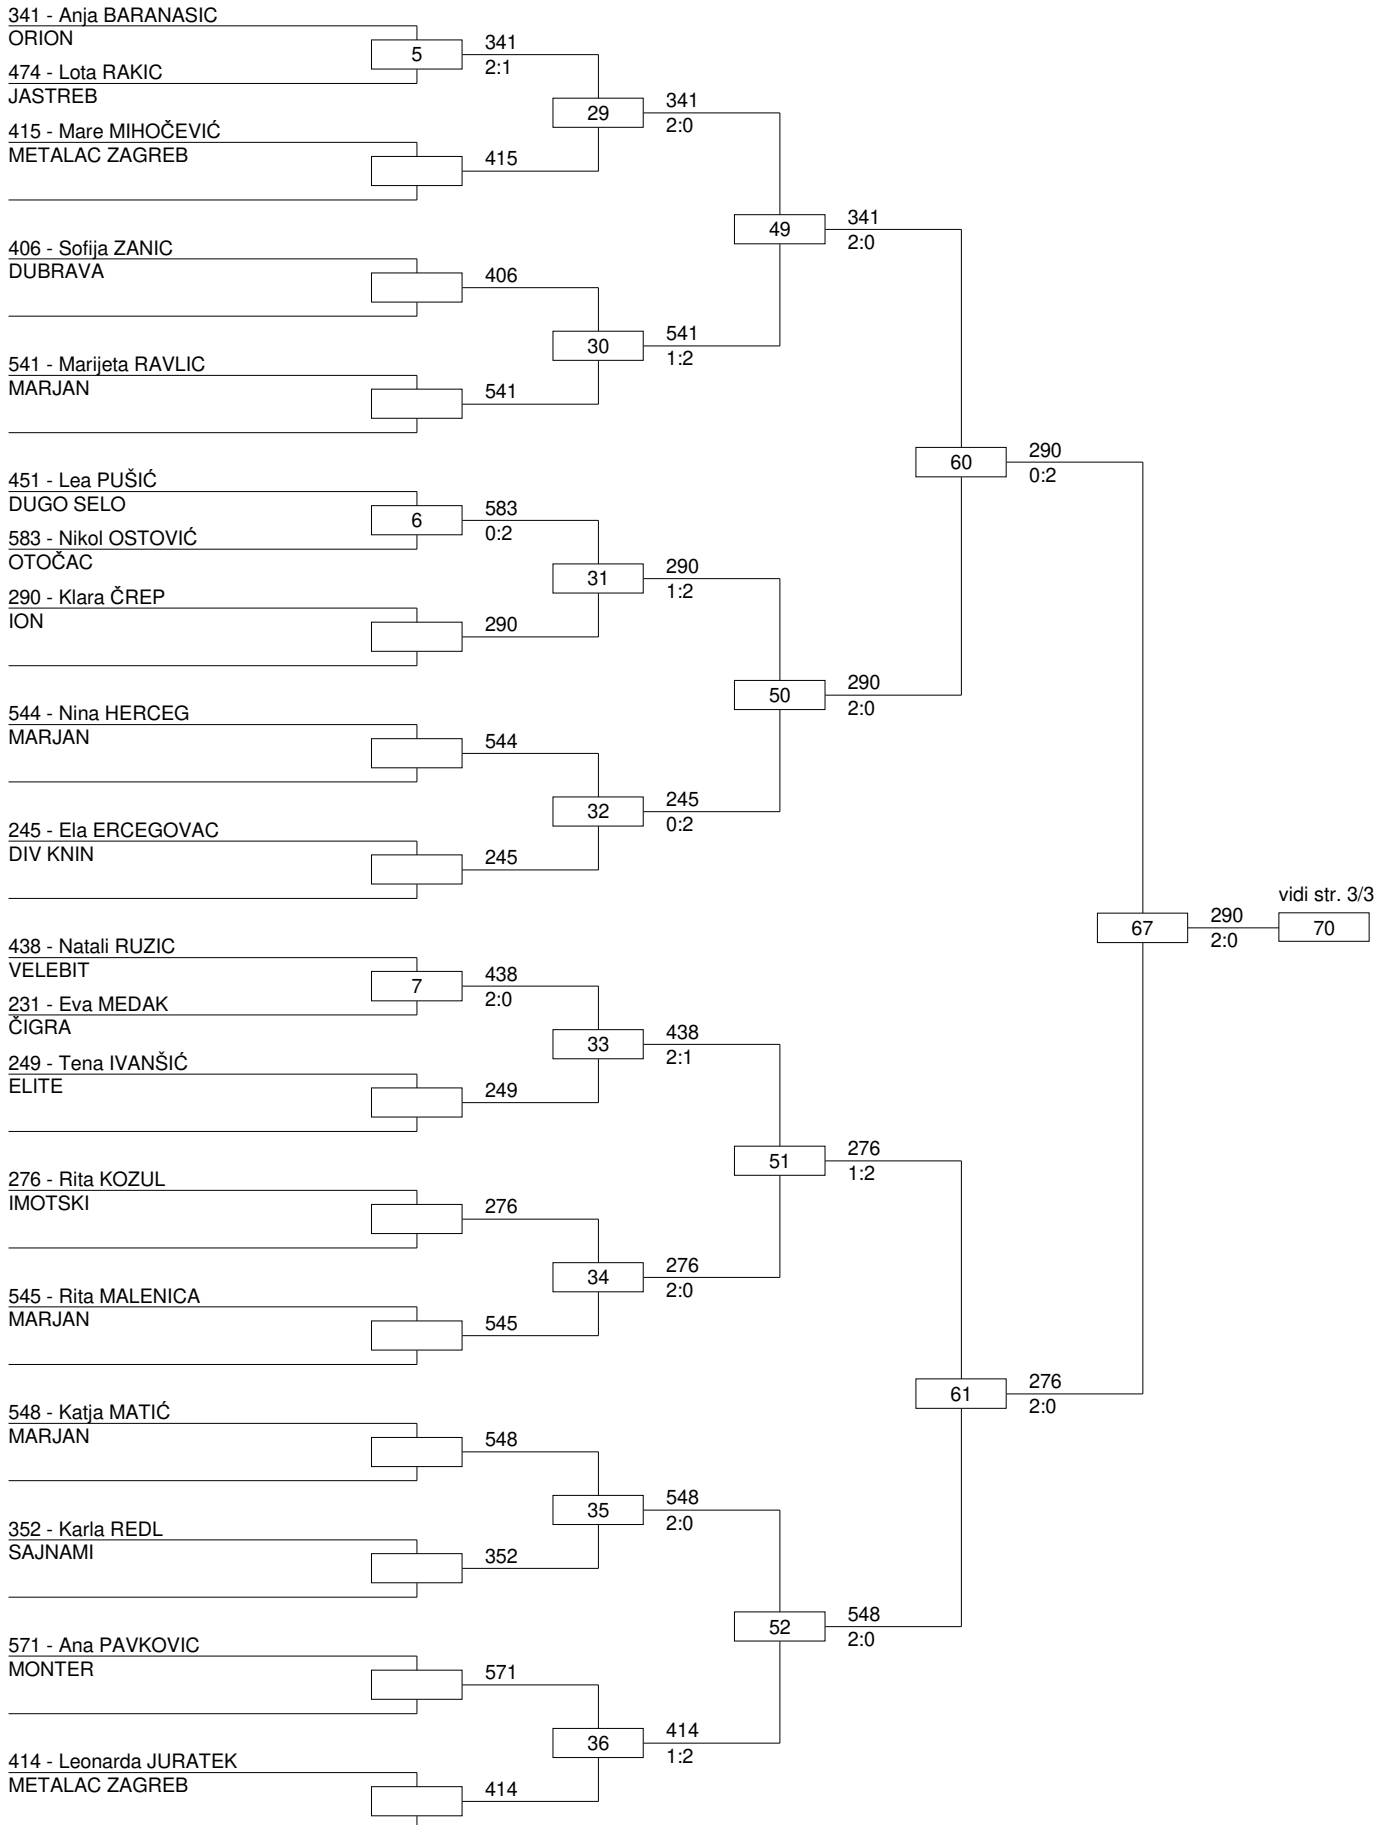 341 - Anja BARANASIC
ORION
5
341
2:1
474 - Lota RAKIC
JASTREB
29
341
2:0
415 - Mare MIHOČEVIĆ
METALAC ZAGREB
415
49
341
2:0
406 - Sofija ZANIC
DUBRAVA
406
30
541
1:2
541 - Marijeta RAVLIC
MARJAN
541
60
290
0:2
451 - Lea PUŠIĆ
DUGO SELO
6
583
0:2
583 - Nikol OSTOVIĆ
OTOČAC
31
290
1:2
290 - Klara ČREP
ION
290
50
290
2:0
544 - Nina HERCEG
MARJAN
544
32
245
0:2
245 - Ela ERCEGOVAC
DIV KNIN
245
vidi str. 3/3
67
290
2:0
70
438 - Natali RUZIC
VELEBIT
7
438
2:0
231 - Eva MEDAK
ČIGRA
33
438
2:1
249 - Tena IVANŠIĆ
ELITE
249
51
276
1:2
276 - Rita KOZUL
IMOTSKI
276
34
276
2:0
545 - Rita MALENICA
MARJAN
545
61
276
2:0
548 - Katja MATIĆ
MARJAN
548
35
548
2:0
352 - Karla REDL
SAJNAMI
352
52
548
2:0
571 - Ana PAVKOVIC
MONTER
571
36
414
1:2
414 - Leonarda JURATEK
METALAC ZAGREB
414